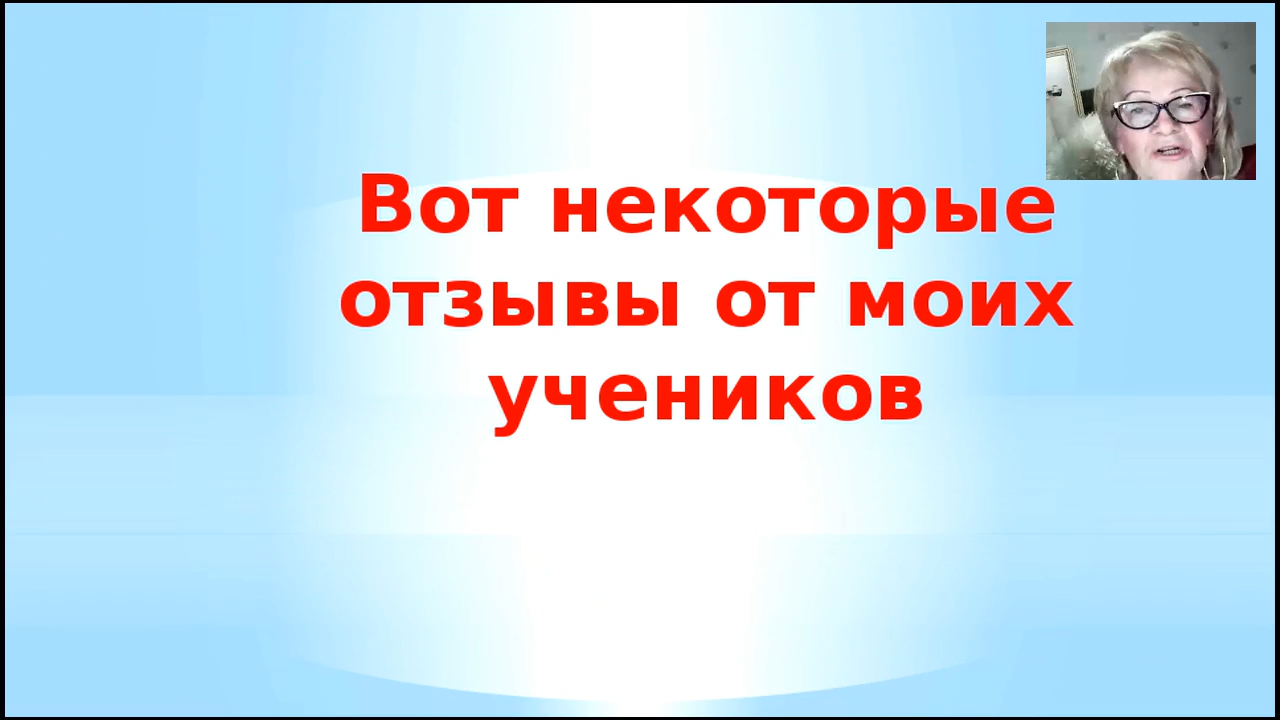 Вот некоторые
отзывы от моих
учеников